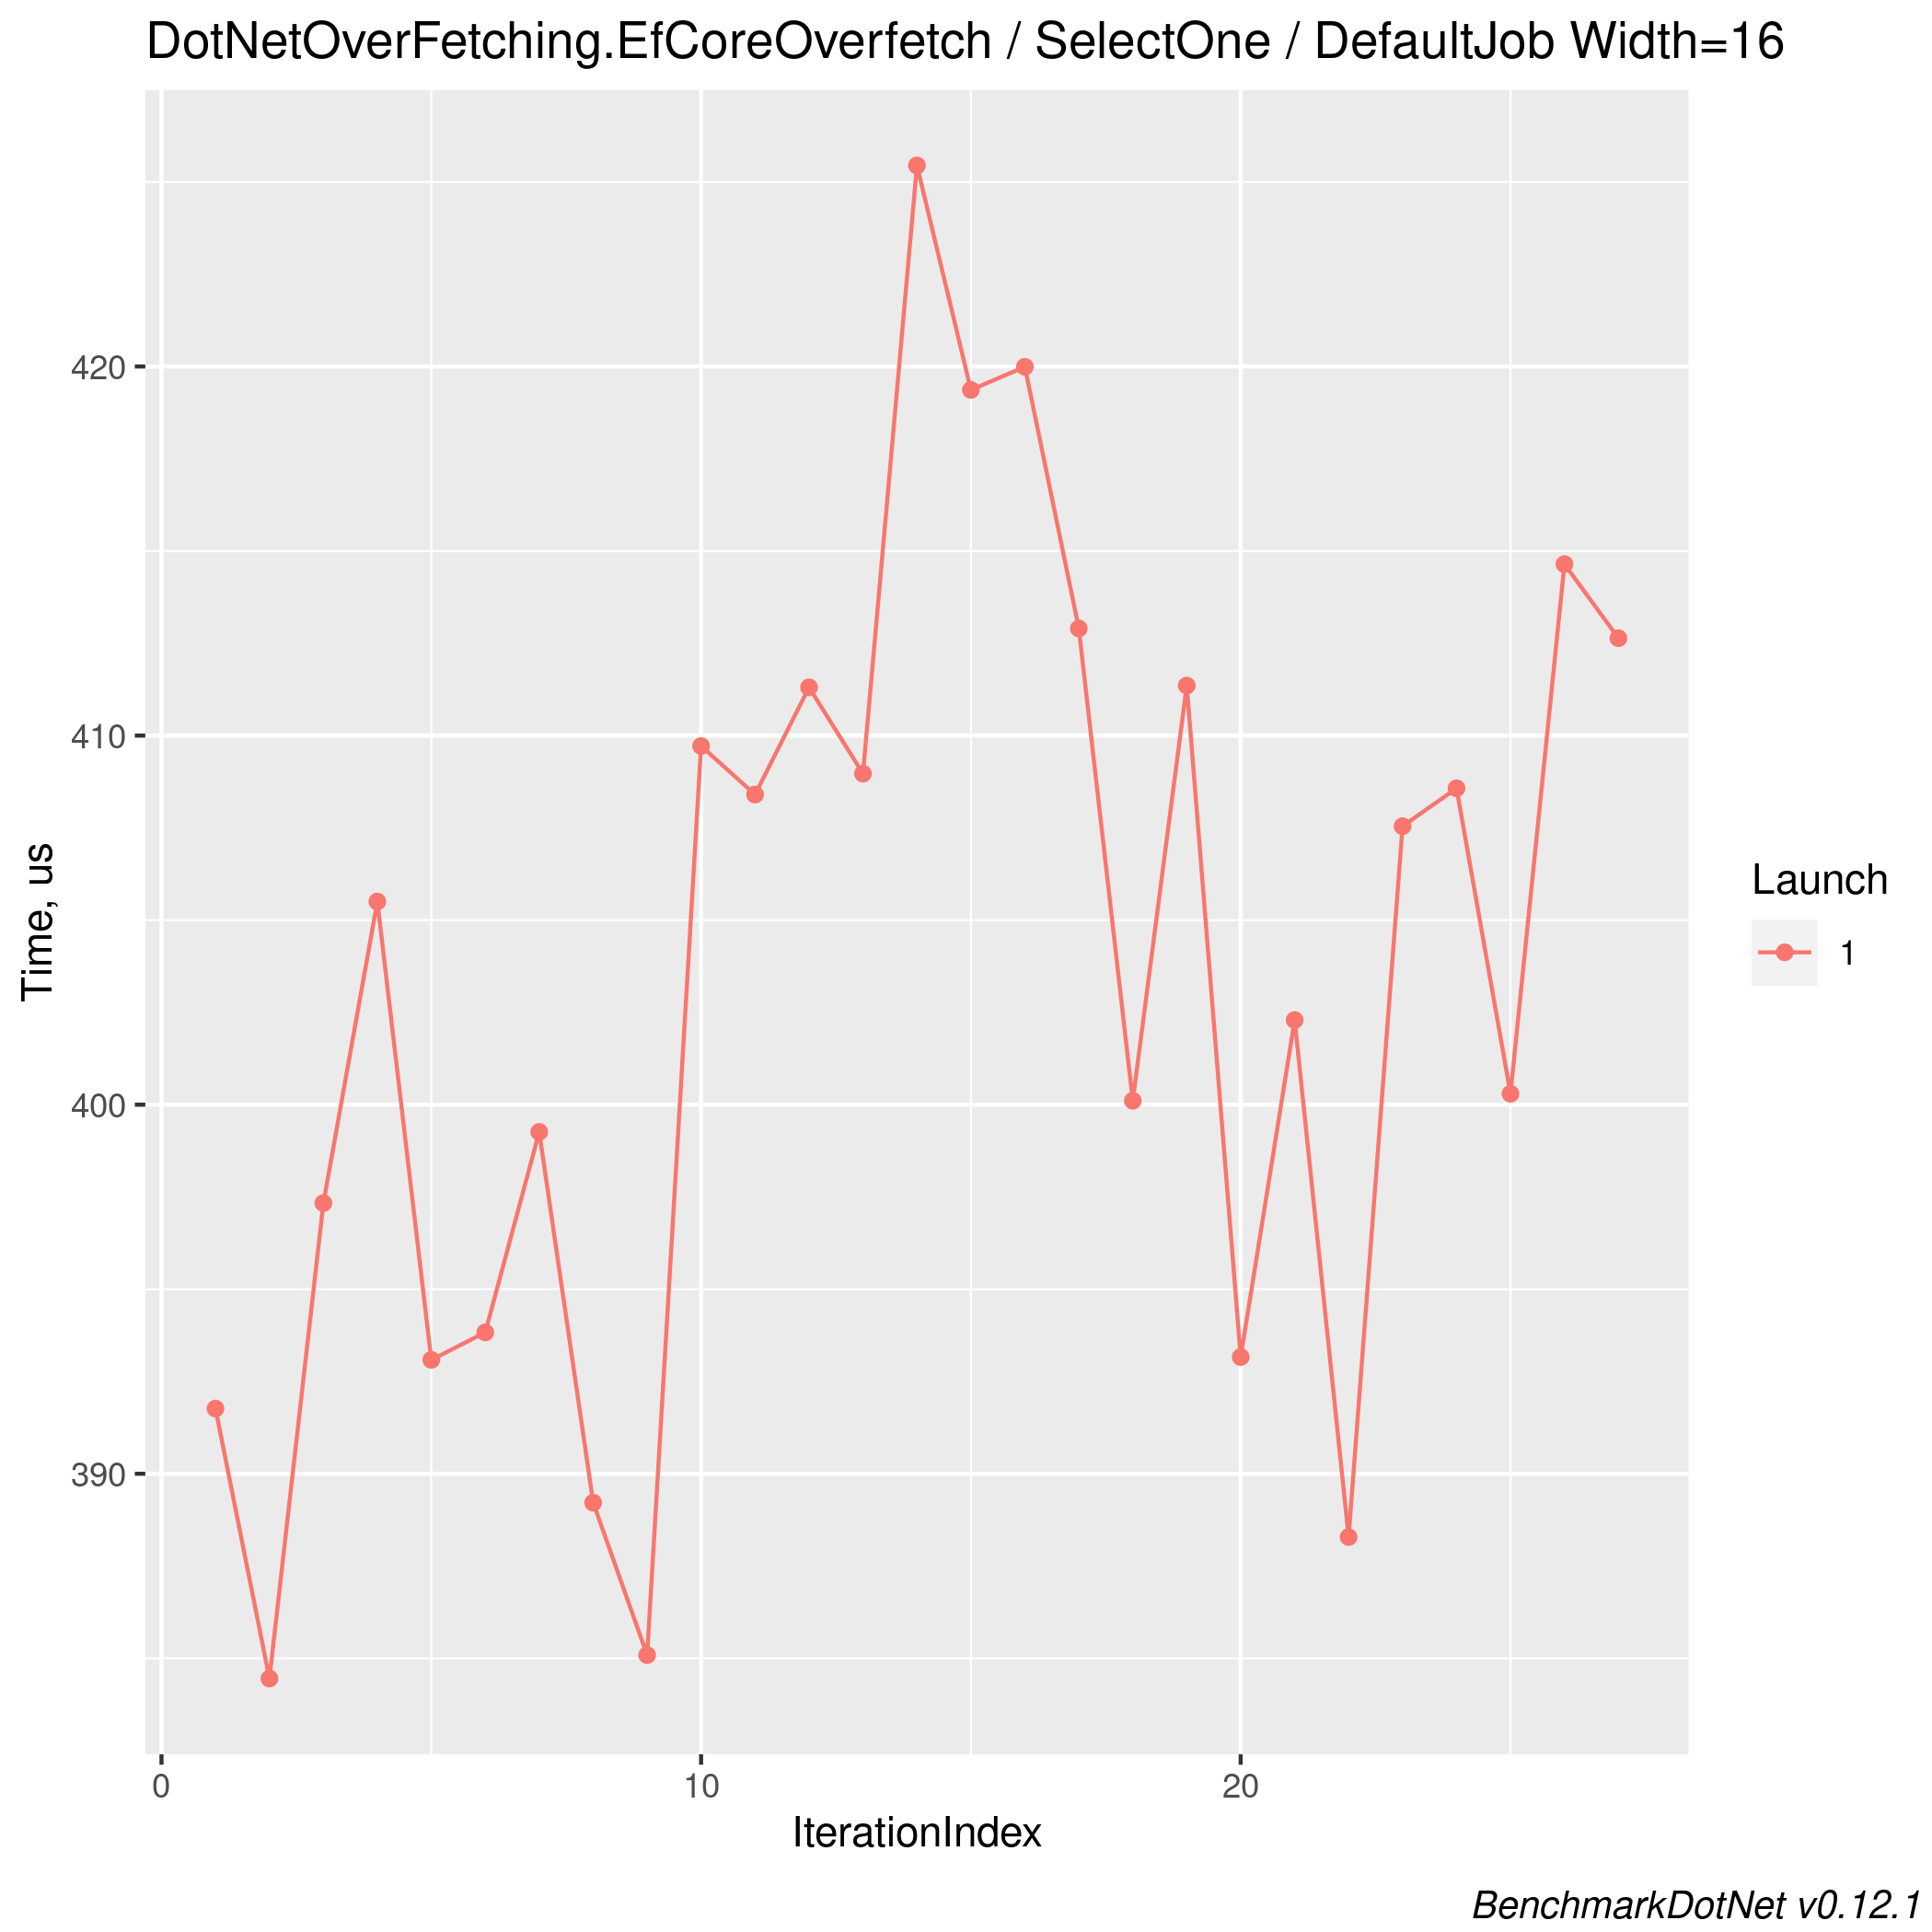 DotNetOverFetching.EfCoreOverfetch / SelectOne / DefaultJob Width=16
420
410
400
390
Time, us
0 10 20
IterationIndex
Launch
1
BenchmarkDotNet v0.12.1